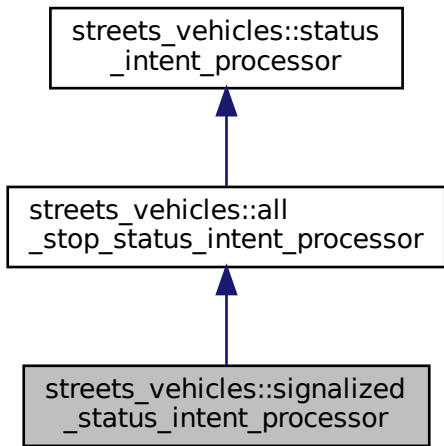 streets_vehicles::status
_intent_processor
streets_vehicles::all
_stop_status_intent_processor
streets_vehicles::signalized
_status_intent_processor